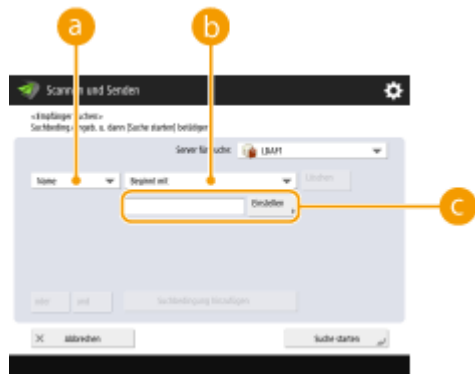 a
b
Scannen und Senden
<Empfänger suchen>
Suchbeding. eingeb. u. dann [Suche starten] betätigen
Server für Suche:
Name
Beginnt mit
Löschen
Einstellen
c
oder
und
Suchbedingung hinzufügen
Abbrechen
Suche starten